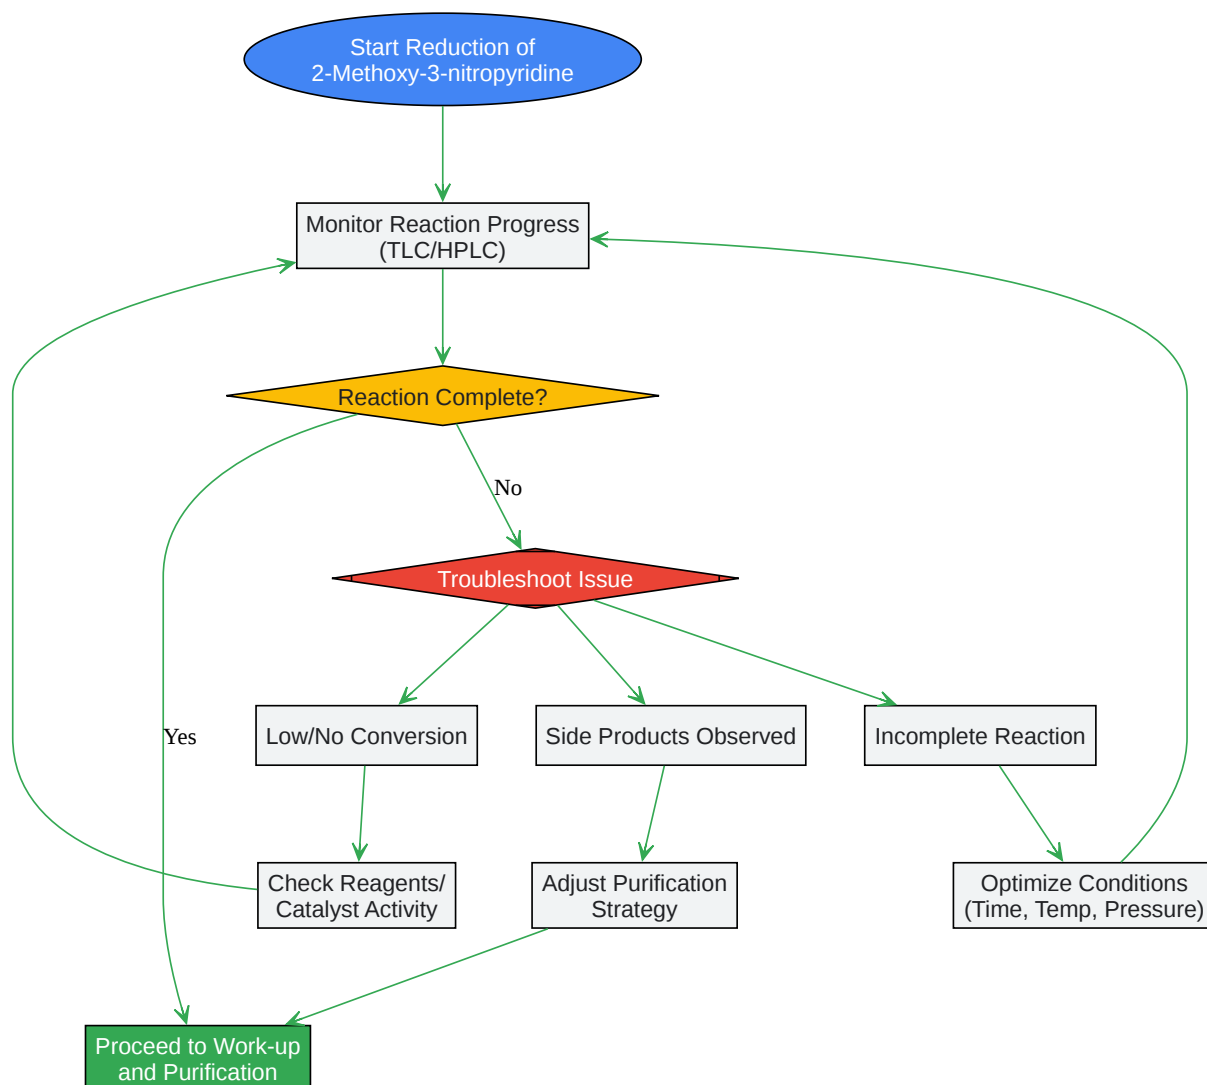 Start Reduction of
2-Methoxy-3-nitropyridine
Monitor Reaction Progress
(TLC/HPLC)
Reaction Complete?
No
Troubleshoot Issue
Yes
Low/No Conversion
Side Products Observed
Incomplete Reaction
Check Reagents/
Catalyst Activity
Adjust Purification
Strategy
Optimize Conditions
(Time, Temp, Pressure)
Proceed to Work-up
and Purification